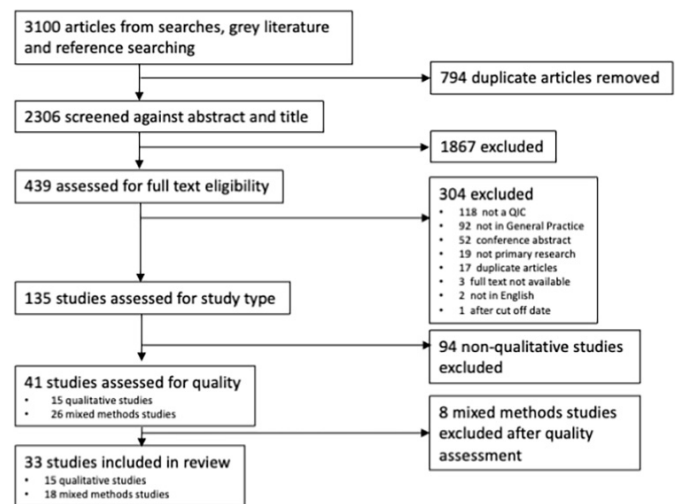 3100 articles from searches, grey literature
and reference searching
794 duplicate articles removed
2306 screened against abstract and title
1867 excluded
439 assessed for full text eligibility
304 excluded
• 118 not a QIC
• 92 not in General Practice
• 52 conference abstract
• 19 not primary research
• 17 duplicate articles
• 3 full text not available
• 2 not in English
• 1 after cut off date
135 studies assessed for study type
94 non-qualitative studies
excluded
41 studies assessed for quality
• 15 qualitative studies
• 26 mixed methods studies
8 mixed methods studies
excluded after quality
assessment
33 studies included in review
• 15 qualitative studies
• 18 mixed methods studies